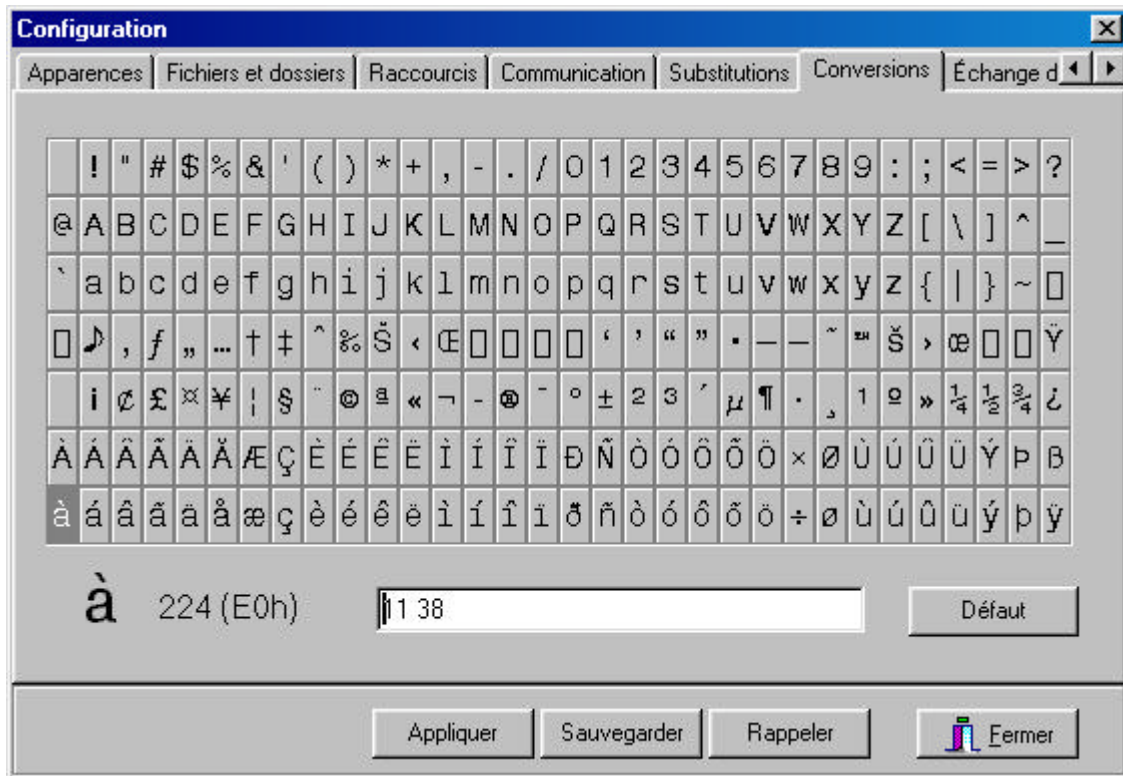 Configuration
Apparences Fichiers et dossiers Raccourcis Communication Substitutions Conversions Échange d
! " # $ % & ' ( ) * + , - . / 0 1 2 3 4 5 6 7 8 9 : ; < = > ?
@ A B C D E F G H I J K L M N O P Q R S T U V W X Y Z [ \ ] ^ _
` a b c d e f g h i j k l m n o p q r s t u v w x y z { | } ~ ▯
▯ ♪ ‚ ƒ „ … † ‡ ˆ ‰ Š ‹ Œ ▯ ▯ ▯ ▯ ‘ ’ “ ” • – — ˜ ™ š › œ ▯ ▯ Ÿ
¡ ¢ £ ¤ ¥ ¦ § ¨ © ª « ¬ - ® ¯ ° ± ² ³ ´ µ ¶ · ¸ ¹ º » ¼ ½ ¾ ¿
À Á Â Ã Ä Å Æ Ç È É Ê Ë Ì Í Î Ï Ð Ñ Ò Ó Ô Õ Ö × Ø Ù Ú Û Ü Ý Þ ß
à á â ã ä å æ ç è é ê ë ì í î ï ð ñ ò ó ô õ ö ÷ ø ù ú û ü ý þ ÿ
à 224 (E0h) 11 38 Défaut
Appliquer Sauvegarder Rappeler Fermer